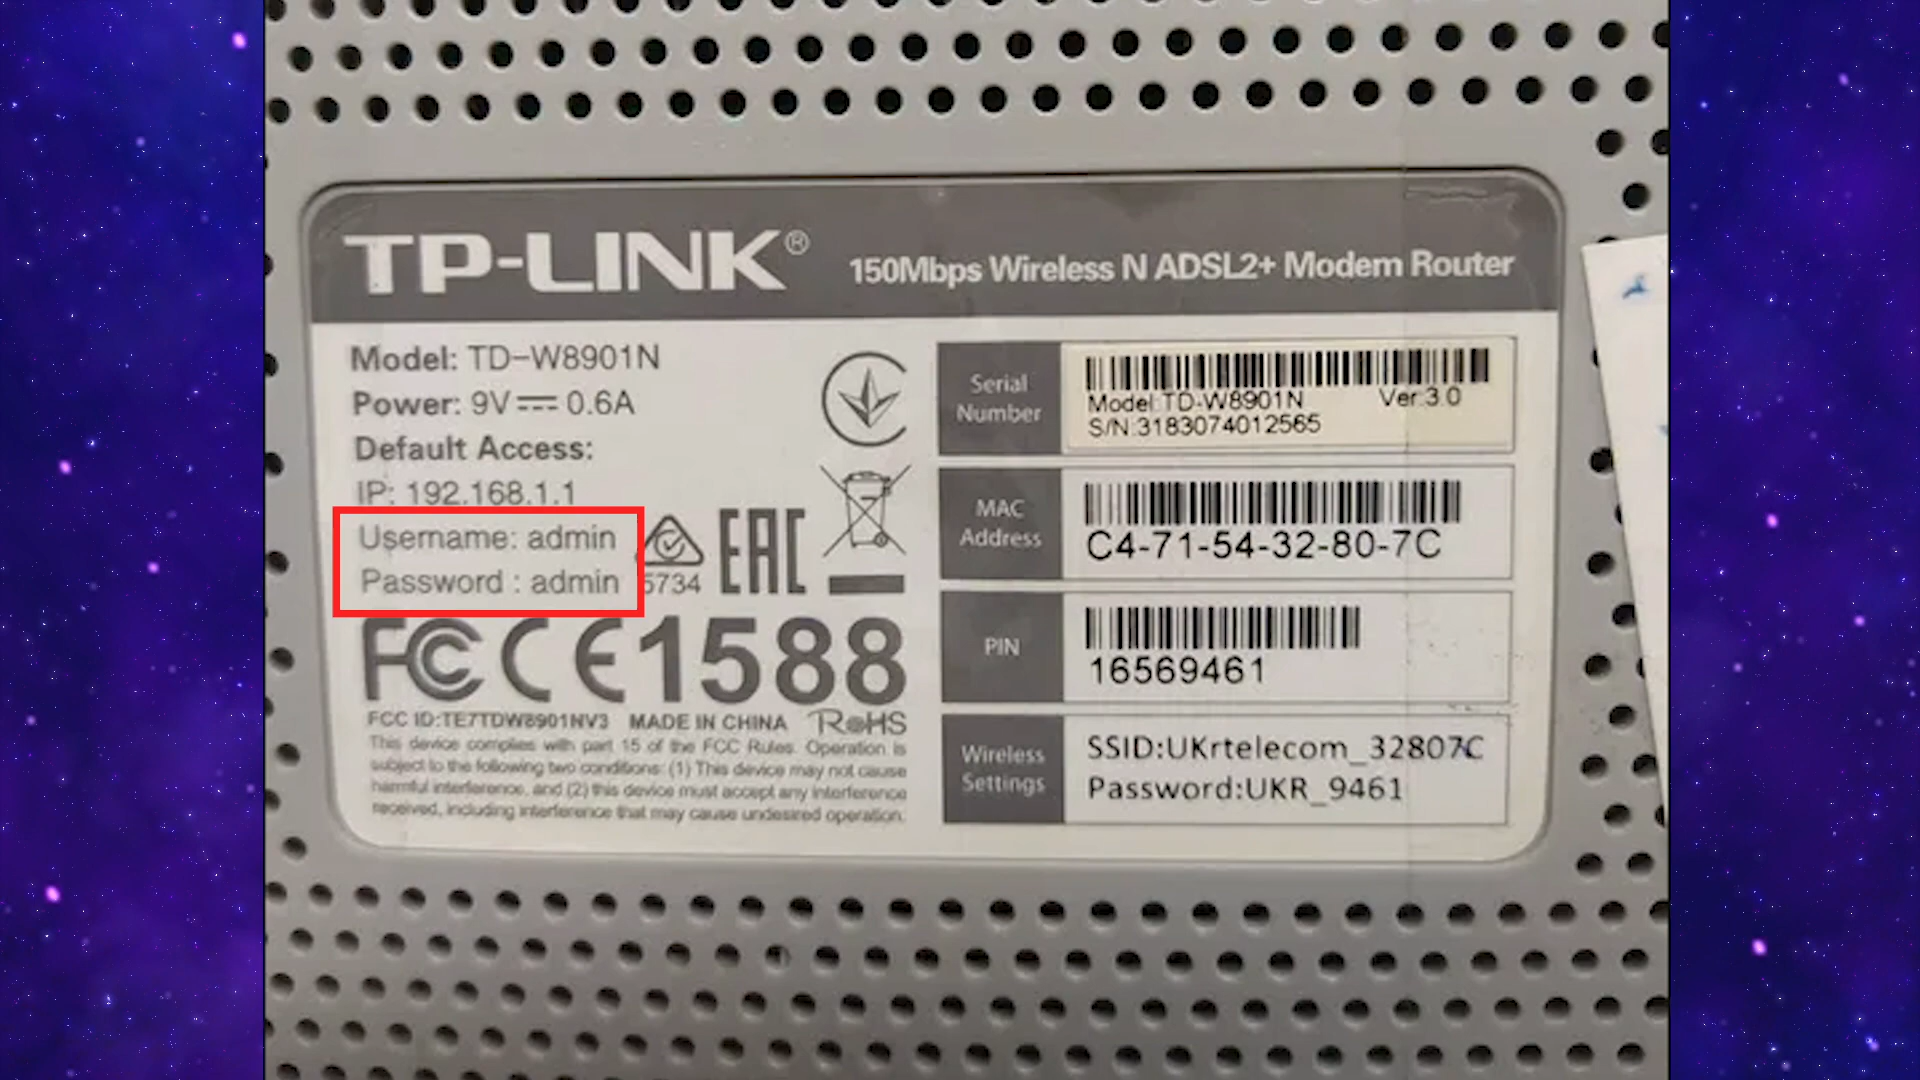 TP-LINK®
150Mbps Wireless N ADSL2+ Modem Router
Model: TD-W8901N
Power: 9V 0.6A
Default Access:
IP: 192.168.1.1
Username: admin
Password : admin
5734
EAC
FCC CE1588
FCC ID:TE7TDW8901NV3 MADE IN CHINA RoHS
This device complies with part 15 of the FCC Rules. Operation is
subject to the following two conditions: (1) This device may not cause
harmful interference, and (2) this device must accept any interference
received, including interference that may cause undesired operation.
Serial
Number
Model:TD-W8901N Ver:3.0
S/N:3183074012565
MAC
Address
C4-71-54-32-80-7C
PIN
16569461
Wireless
Settings
SSID:UKrtelecom_32807C
Password:UKR_9461